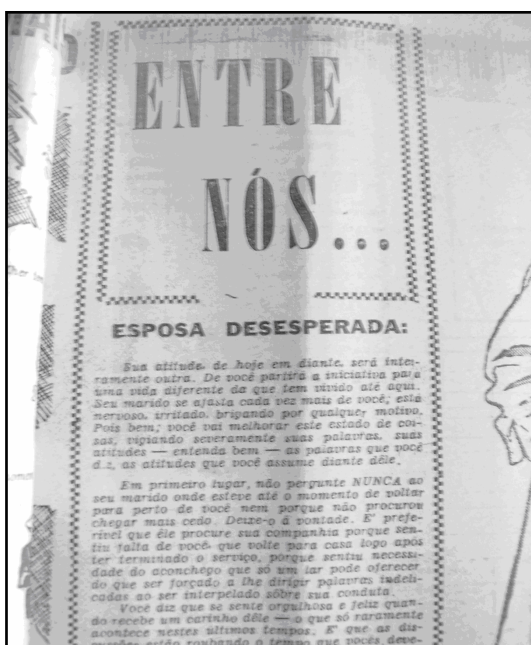 ENTRE
NÓS...
ESPOSA DESESPERADA:
Sua atitude, de hoje em diante, será intei-
ramente outra. De você partirá a iniciativa para
uma vida diferente da que tem vivido até aqui.
Seu marido se afasta cada vez mais de você; está
nervoso, irritado, brigando por qualquer motivo.
Pois bem; você vai melhorar este estado de coi-
sas, vigiando severamente suas palavras, suas
atitudes — entenda bem — as palavras que você
diz, as atitudes que você assume diante dêle.
Em primeiro lugar, não pergunte NUNCA ao
seu marido onde esteve até o momento de voltar
para perto de você nem porque não procurou
chegar mais cedo. Deixe-o à vontade. E' prefe-
rível que êle procure sua companhia porque sen-
tiu falta de você, que volte para casa logo após
ter terminado o serviço, porque sentiu necessi-
dade do aconchego que só um lar pode oferecer
do que ser forçado a lhe dirigir palavras indeli-
cadas ao ser interpelado sôbre sua conduta.
Você diz que se sente orgulhosa e feliz quan-
do recebe um carinho dêle — o que só raramente
acontece nestes últimos tempos. E' que as dis-
cussões estão roubando o tempo que vocês deve-